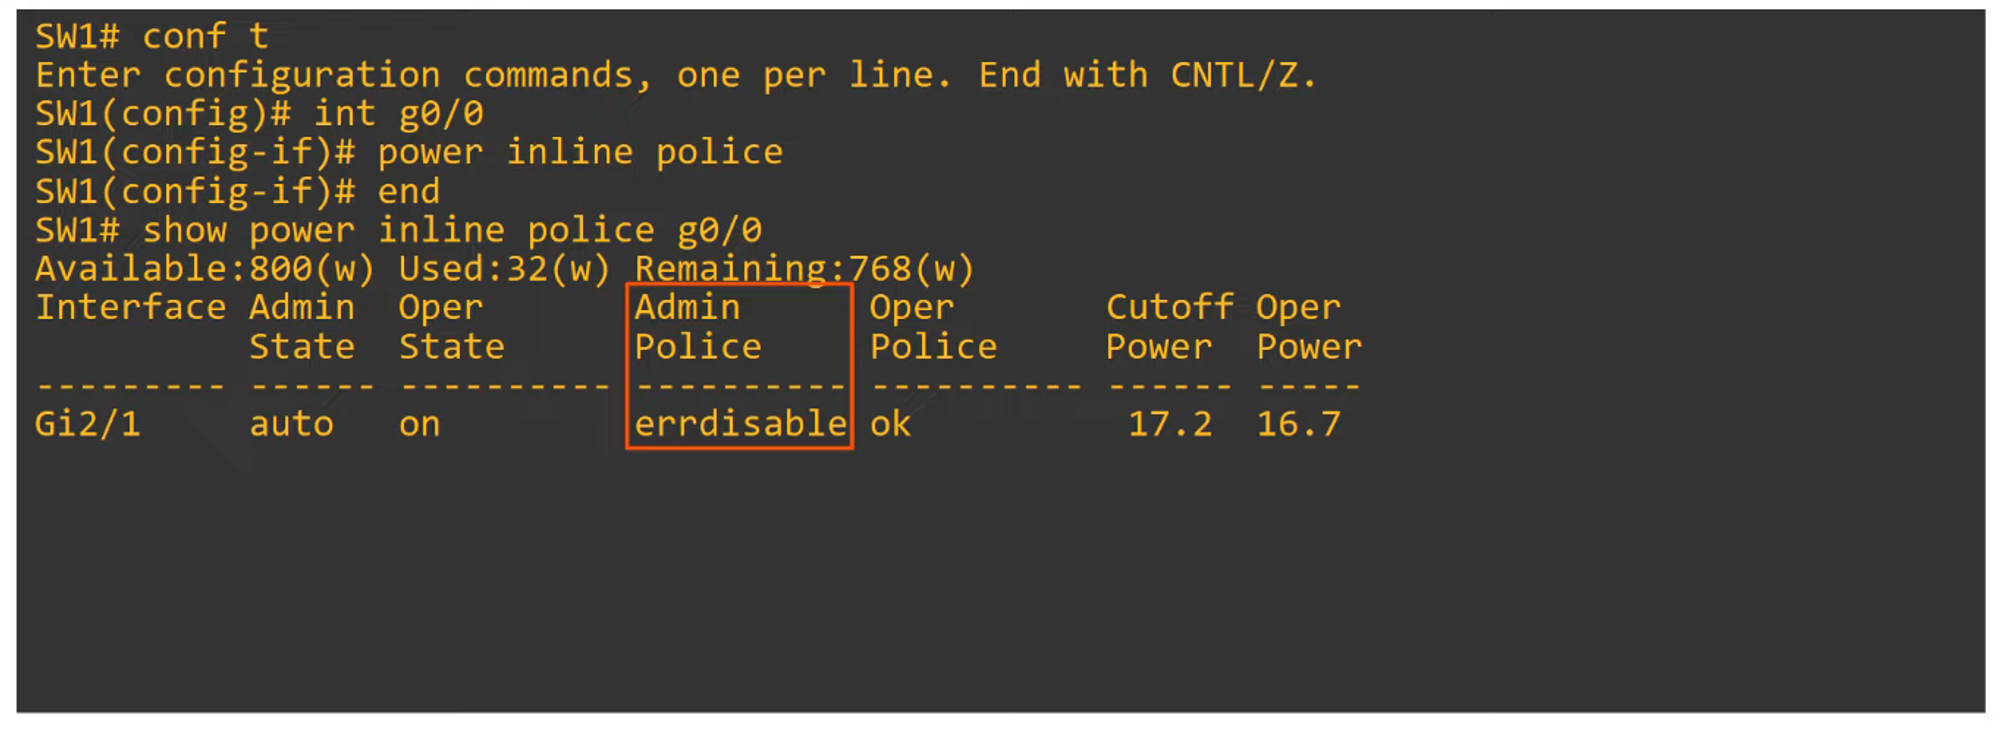 SW1# conf t
Enter configuration commands, one per line. End with CNTL/Z.
SW1(config)# int g0/0
SW1(config-if)# power inline police
SW1(config-if)# end
SW1# show power inline police g0/0
Available:800(w) Used:32(w) Remaining:768(w)
Interface Admin  Oper       Admin      Oper       Cutoff Oper
          State  State      Police     Police     Power  Power
--------- ------ ---------- ---------- ---------- ------ -----
Gi2/1     auto   on         errdisable ok          17.2  16.7